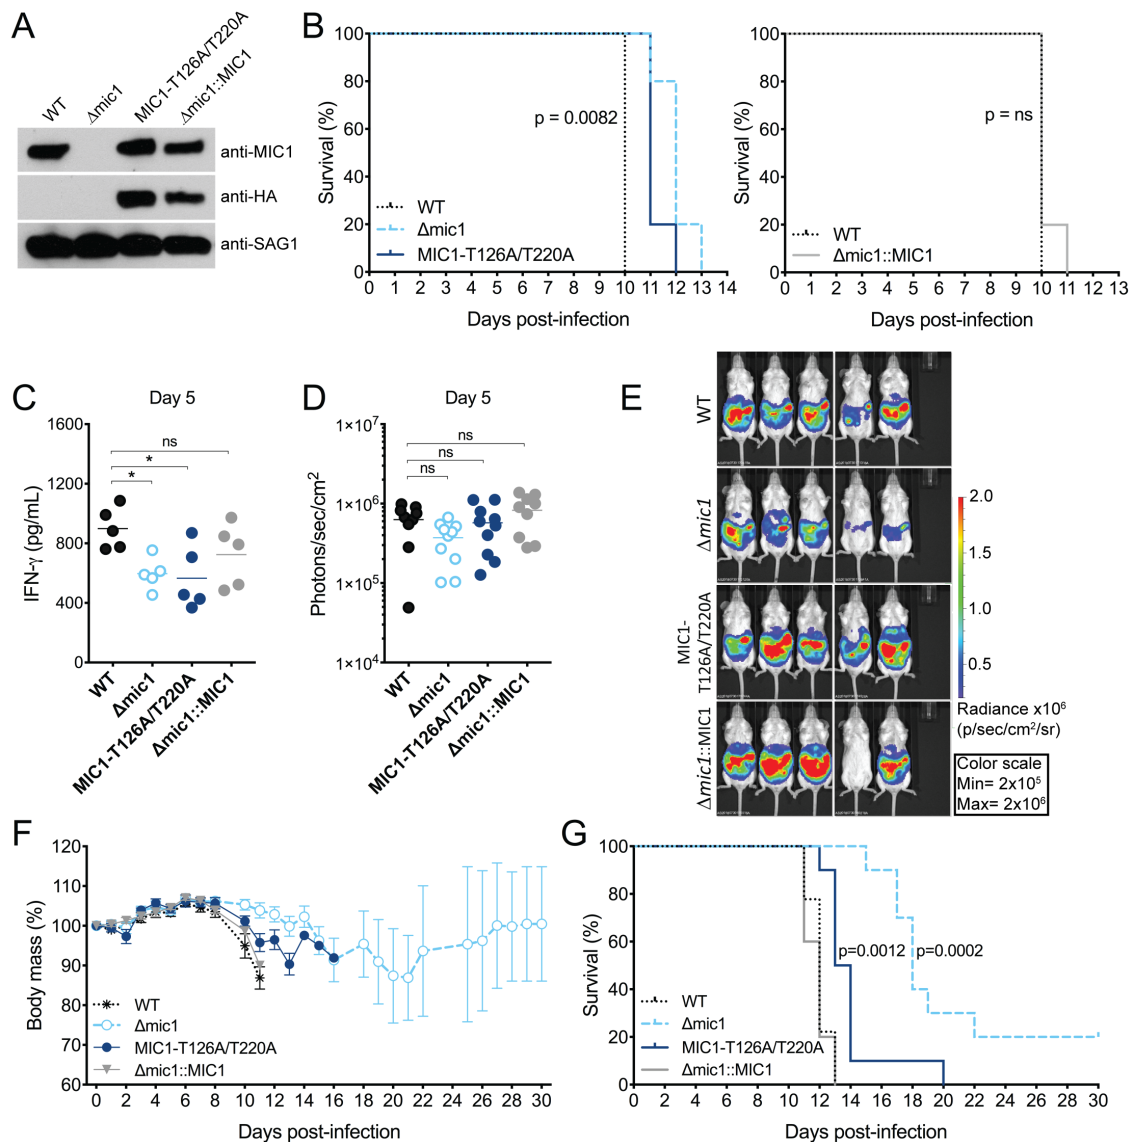 A
WT
Δmic1
MIC1-T126A/T220A
Δmic1::MIC1
anti-MIC1
anti-HA
anti-SAG1
B
Survival (%)
100
80
60
40
20
0
p = 0.0082
WT
Δmic1
MIC1-T126A/T220A
0 1 2 3 4 5 6 7 8 9 10 11 12 13 14
Days post-infection
Survival (%)
100
80
60
40
20
0
p = ns
WT
Δmic1::MIC1
0 1 2 3 4 5 6 7 8 9 10 11 12 13
Days post-infection
C
Day 5
IFN-γ (pg/mL)
1600
1200
800
400
0
ns
*
*
WT
Δmic1
MIC1-T126A/T220A
Δmic1::MIC1
D
Day 5
Photons/sec/cm2
1×107
1×106
1×105
1×104
ns
ns
ns
WT
Δmic1
MIC1-T126A/T220A
Δmic1::MIC1
E
WT
Δmic1
MIC1-
T126A/T220A
Δmic1::MIC1
2.0
1.5
1.0
0.5
Radiance x106
(p/sec/cm2/sr)
Color scale
Min= 2x105
Max= 2x106
F
Body mass (%)
120
110
100
90
80
70
60
WT
Δmic1
MIC1-T126A/T220A
Δmic1::MIC1
0 2 4 6 8 10 12 14 16 18 20 22 24 26 28 30
Days post-infection
G
Survival (%)
100
80
60
40
20
0
p=0.0012
p=0.0002
WT
Δmic1
MIC1-T126A/T220A
Δmic1::MIC1
0 2 4 6 8 10 12 14 16 18 20 22 24 26 28 30
Days post-infection